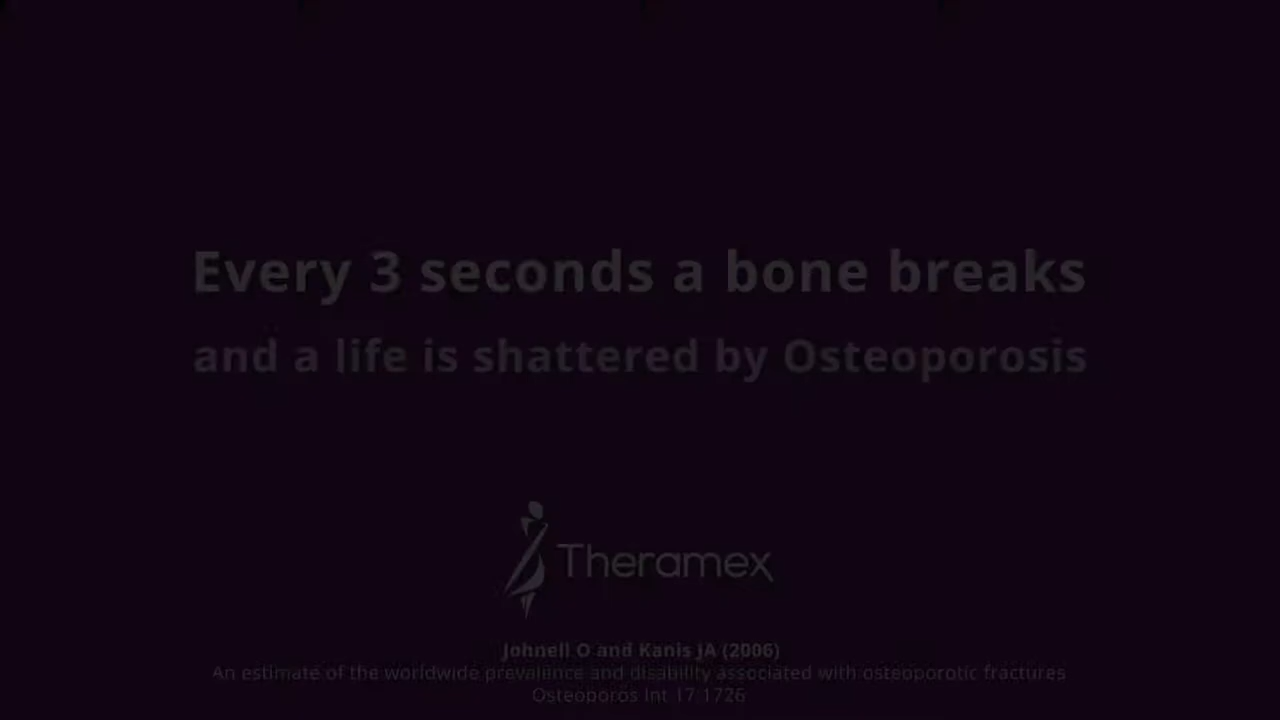 Every 3 seconds a bone breaks
and a life is shattered by Osteoporosis
Theramex
Johnell O and Kanis JA (2006)
An estimate of the worldwide prevalence and disability associated with osteoporotic fractures
Osteoporos Int 17 1726